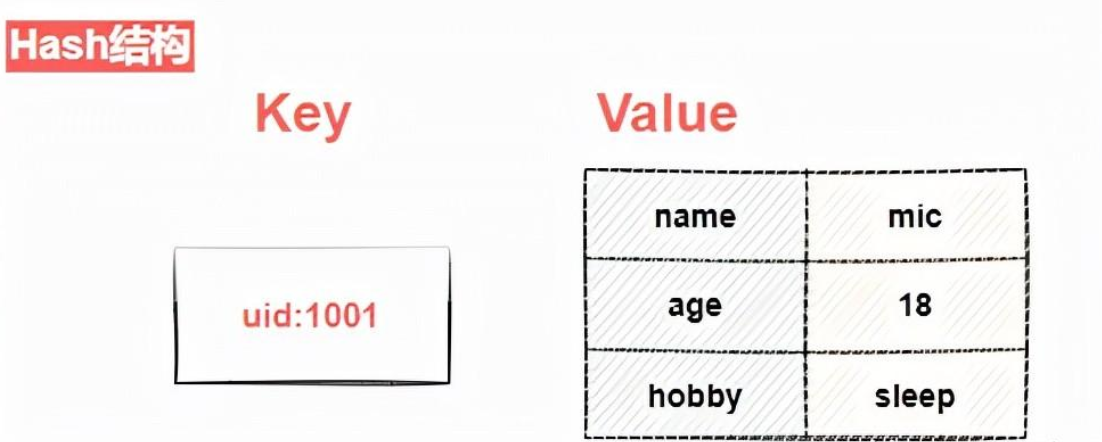 Hash结构
Key Value
name mic
age 18
uid:1001
hobby sleep